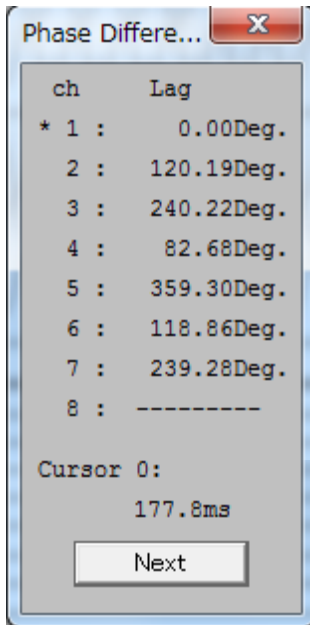 Phase Differe...
ch Lag
* 1 : 0.00Deg.
2 : 120.19Deg.
3 : 240.22Deg.
4 : 82.68Deg.
5 : 359.30Deg.
6 : 118.86Deg.
7 : 239.28Deg.
8 : ---------
Cursor 0:
177.8ms
Next